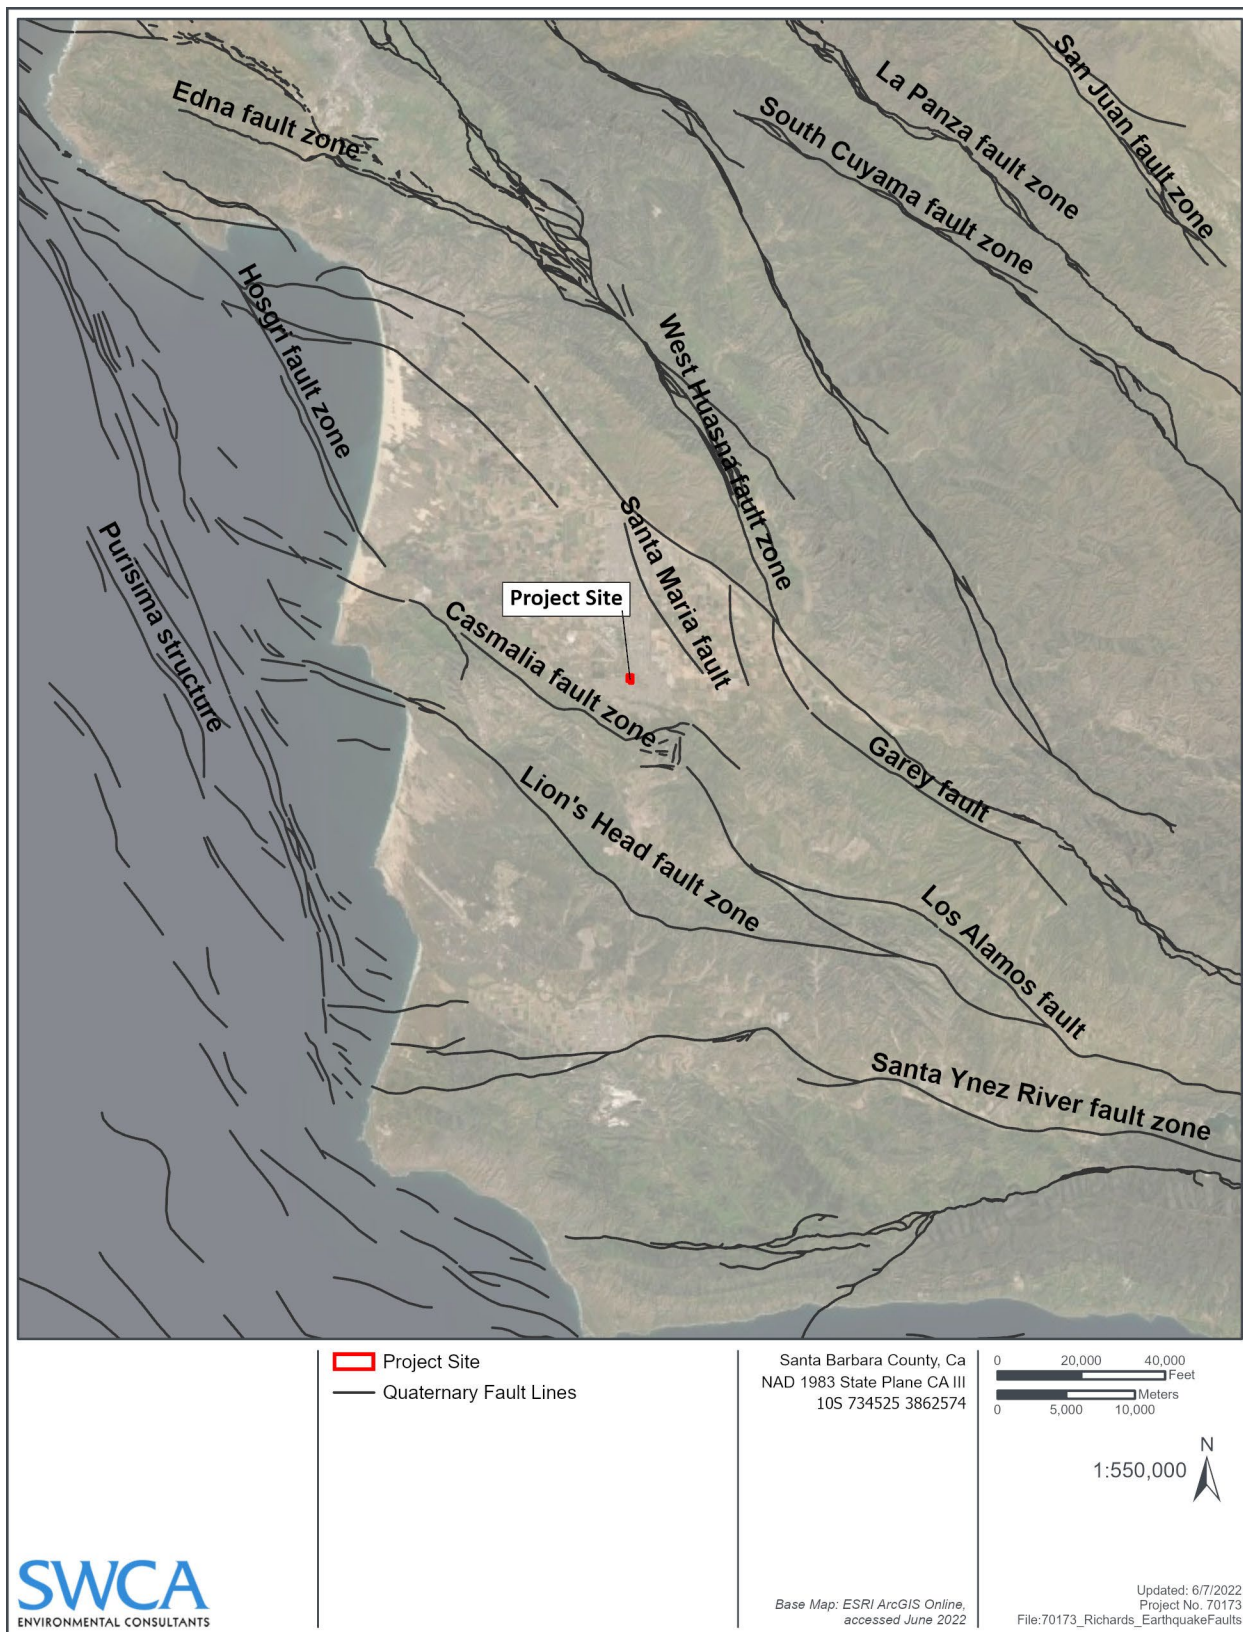 San Juan fault zone
La Panza fault zone
Edna fault zone
South Cuyama fault zone
Hosgri fault zone
West Huasna fault zone
Santa Maria fault
Purisima structure
Project Site
Casmalia fault zone
Garey fault
Lion's Head fault zone
Los Alamos fault
Santa Ynez River fault zone
Project Site
Quaternary Fault Lines
Santa Barbara County, Ca
NAD 1983 State Plane CA III
10S 734525 3862574
0 20,000 40,000
Feet
Meters
0 5,000 10,000
N
1:550,000
SWCA
ENVIRONMENTAL CONSULTANTS
Base Map: ESRI ArcGIS Online,
accessed June 2022
Updated: 6/7/2022
Project No. 70173
File:70173_Richards_EarthquakeFaults